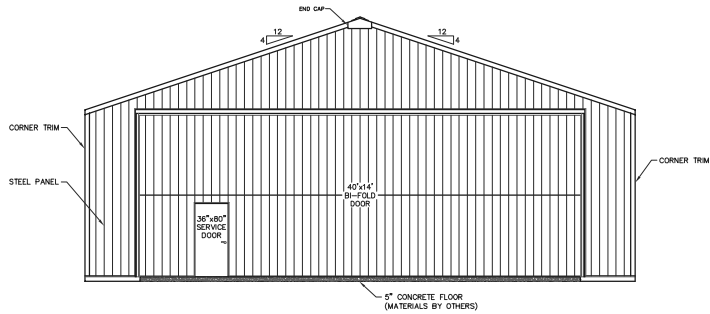 END CAP
12
4
12
4
CORNER TRIM
CORNER TRIM
STEEL PANEL
40'x14'
BI-FOLD
DOOR
36"x80"
SERVICE
DOOR
5" CONCRETE FLOOR
(MATERIALS BY OTHERS)